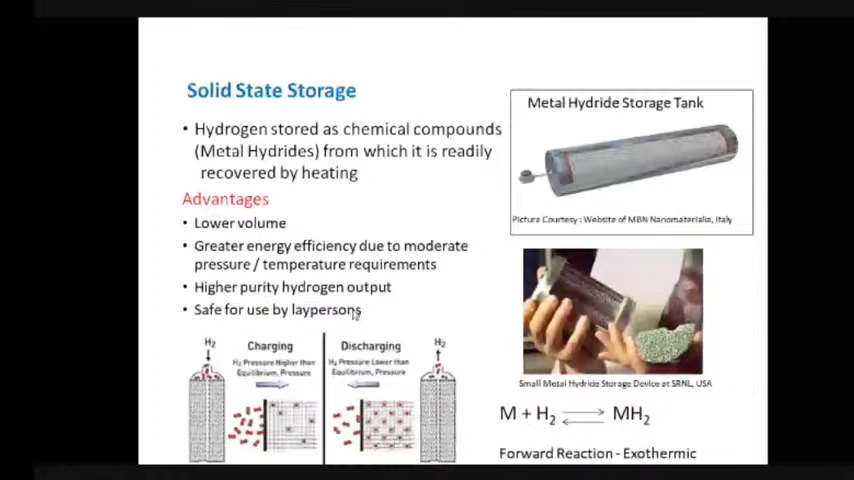 Solid State Storage
• Hydrogen stored as chemical compounds
(Metal Hydrides) from which it is readily
recovered by heating
Advantages
• Lower volume
• Greater energy efficiency due to moderate
pressure / temperature requirements
• Higher purity hydrogen output
• Safe for use by laypersons
H2
Charging
H2 Pressure Higher than
Equilibrium, Pressure
Discharging
H2 Pressure Lower than
Equilibrium, Pressure
H2
Metal Hydride Storage Tank
Picture Courtesy : Website of MBN Nanomaterialia, Italy
Small Metal Hydride Storage Device at SRNL, USA
M + H2 ⇌ MH2
Forward Reaction - Exothermic